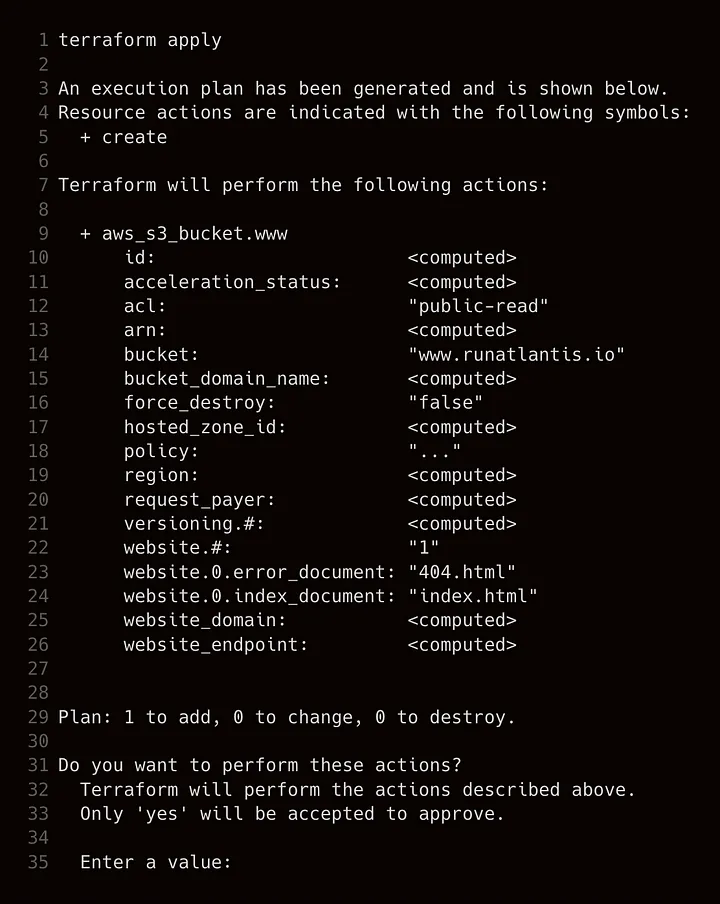 1 terraform apply
2
3 An execution plan has been generated and is shown below.
4 Resource actions are indicated with the following symbols:
5   + create
6
7 Terraform will perform the following actions:
8
9   + aws_s3_bucket.www
10       id:                       <computed>
11       acceleration_status:      <computed>
12       acl:                      "public-read"
13       arn:                      <computed>
14       bucket:                   "www.runatlantis.io"
15       bucket_domain_name:       <computed>
16       force_destroy:            "false"
17       hosted_zone_id:           <computed>
18       policy:                   "..."
19       region:                   <computed>
20       request_payer:            <computed>
21       versioning.#:             <computed>
22       website.#:                "1"
23       website.0.error_document: "404.html"
24       website.0.index_document: "index.html"
25       website_domain:           <computed>
26       website_endpoint:         <computed>
27
28
29 Plan: 1 to add, 0 to change, 0 to destroy.
30
31 Do you want to perform these actions?
32   Terraform will perform the actions described above.
33   Only 'yes' will be accepted to approve.
34
35   Enter a value: